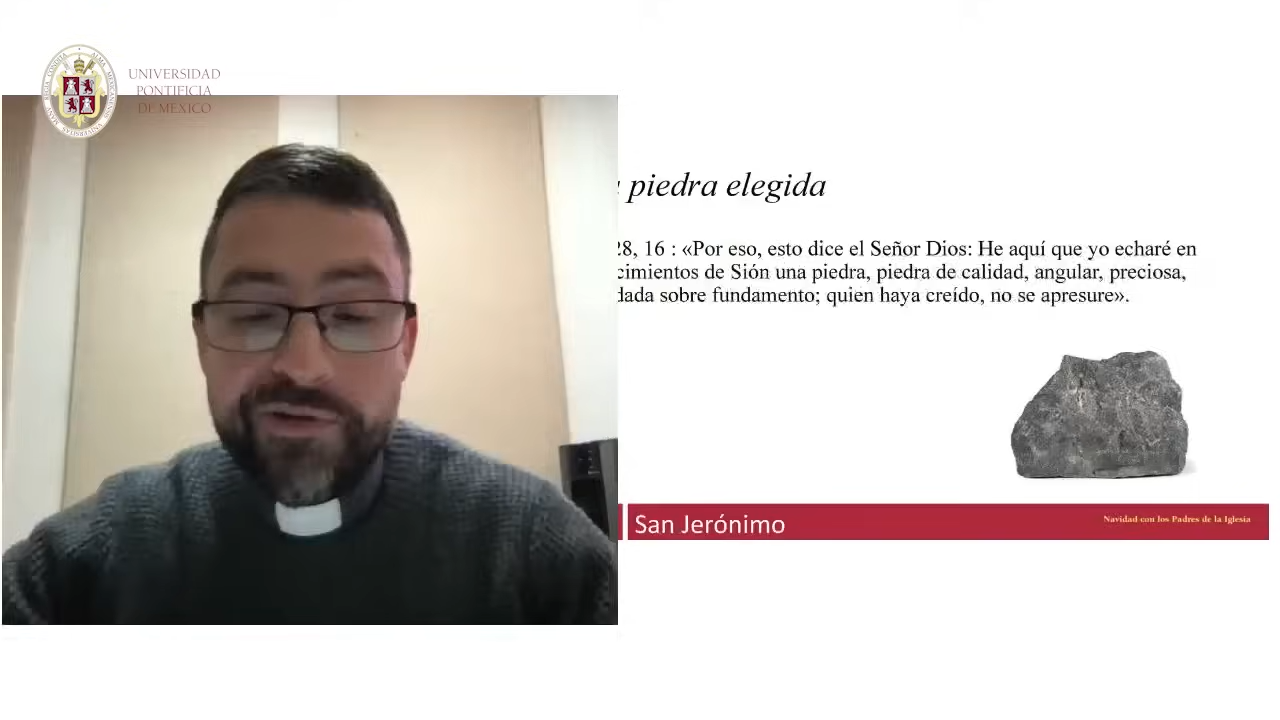 UNIVERSIDAD
PONTIFICIA
DE MÉXICO
piedra elegida
28, 16 : «Por eso, esto dice el Señor Dios: He aquí que yo echaré en
cimientos de Sión una piedra, piedra de calidad, angular, preciosa,
dada sobre fundamento; quien haya creído, no se apresure».
San Jerónimo
Navidad con los Padres de la Iglesia